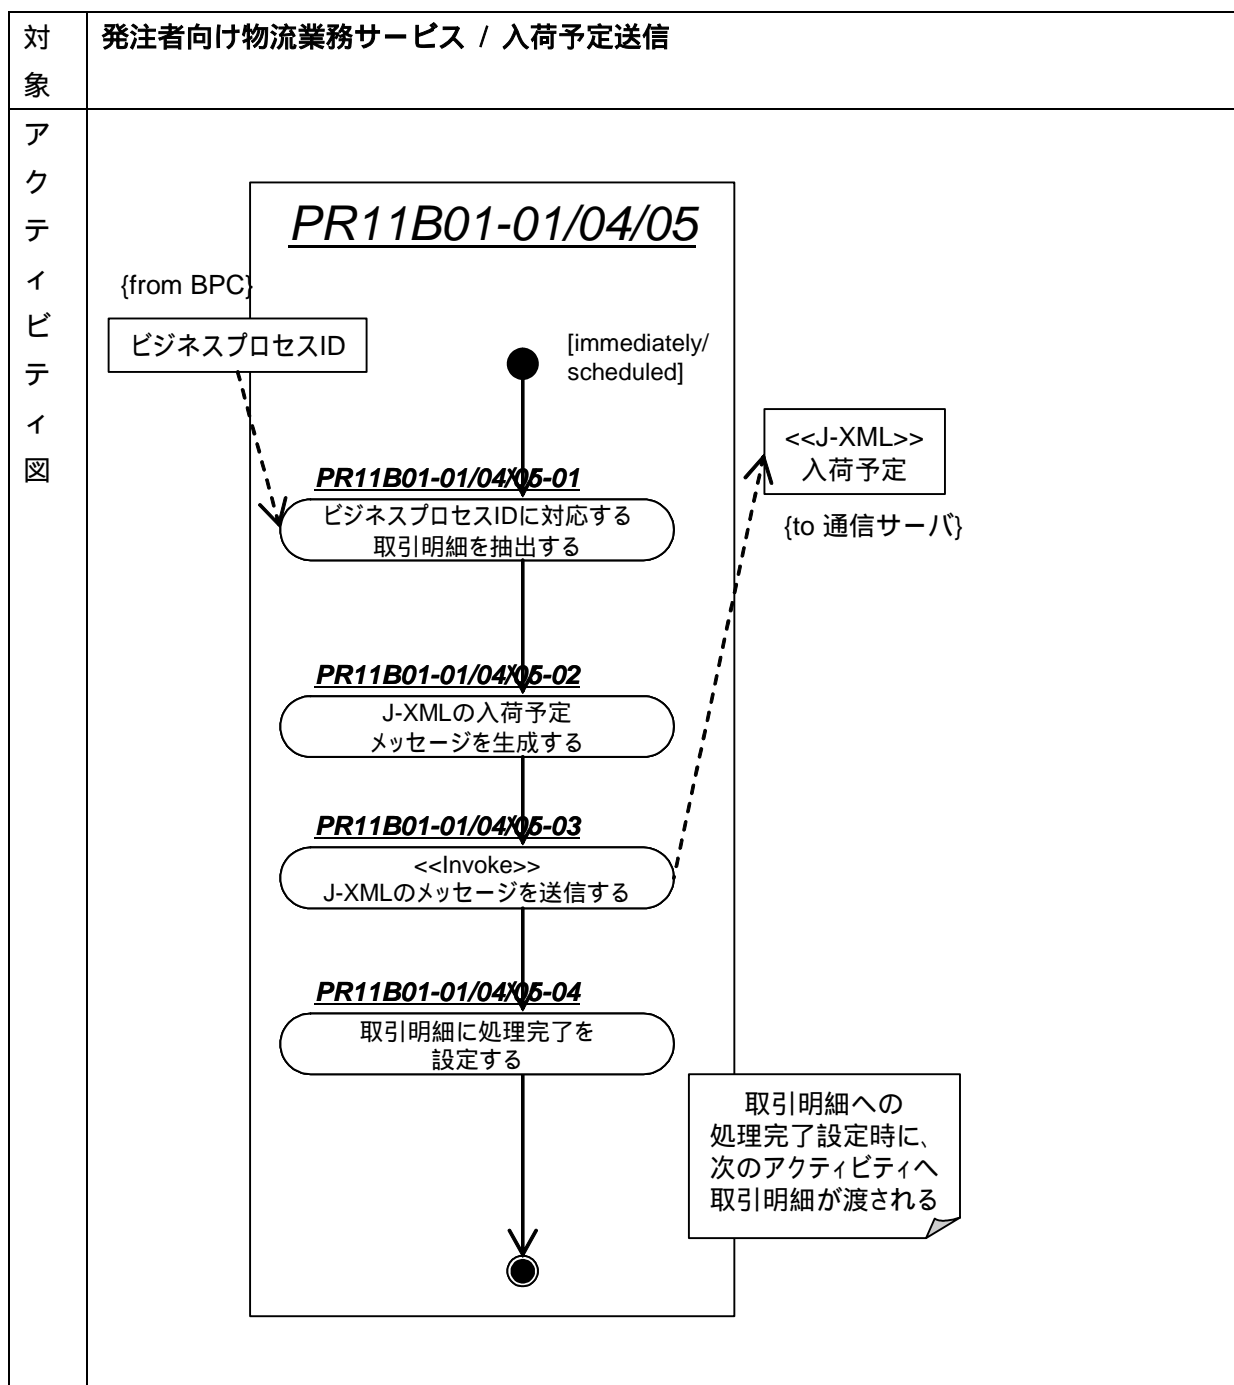 対象
発注者向け物流業務サービス / 入荷予定送信
アクティビティ図
PR11B01-01/04/05
{from BPC}
ビジネスプロセスID
[immediately/
scheduled]
<<J-XML>>
入荷予定
{to 通信サーバ}
PR11B01-01/04/05-01
ビジネスプロセスIDに対応する
取引明細を抽出する
PR11B01-01/04/05-02
J-XMLの入荷予定
メッセージを生成する
PR11B01-01/04/05-03
<<Invoke>>
J-XMLのメッセージを送信する
PR11B01-01/04/05-04
取引明細に処理完了を
設定する
取引明細への
処理完了設定時に、
次のアクティビティへ
取引明細が渡される